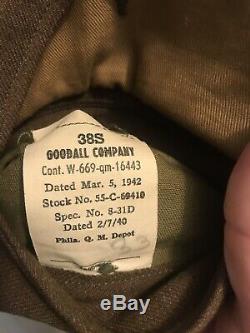 38S
GOODALL COMPANY
Cont. W-669-qm-16443
Dated Mar. 5, 1942
Stock No. 55-C-69410
Spec. No. 8-31D
Dated 2/7/40
Phila. Q. M. Depot
ebay